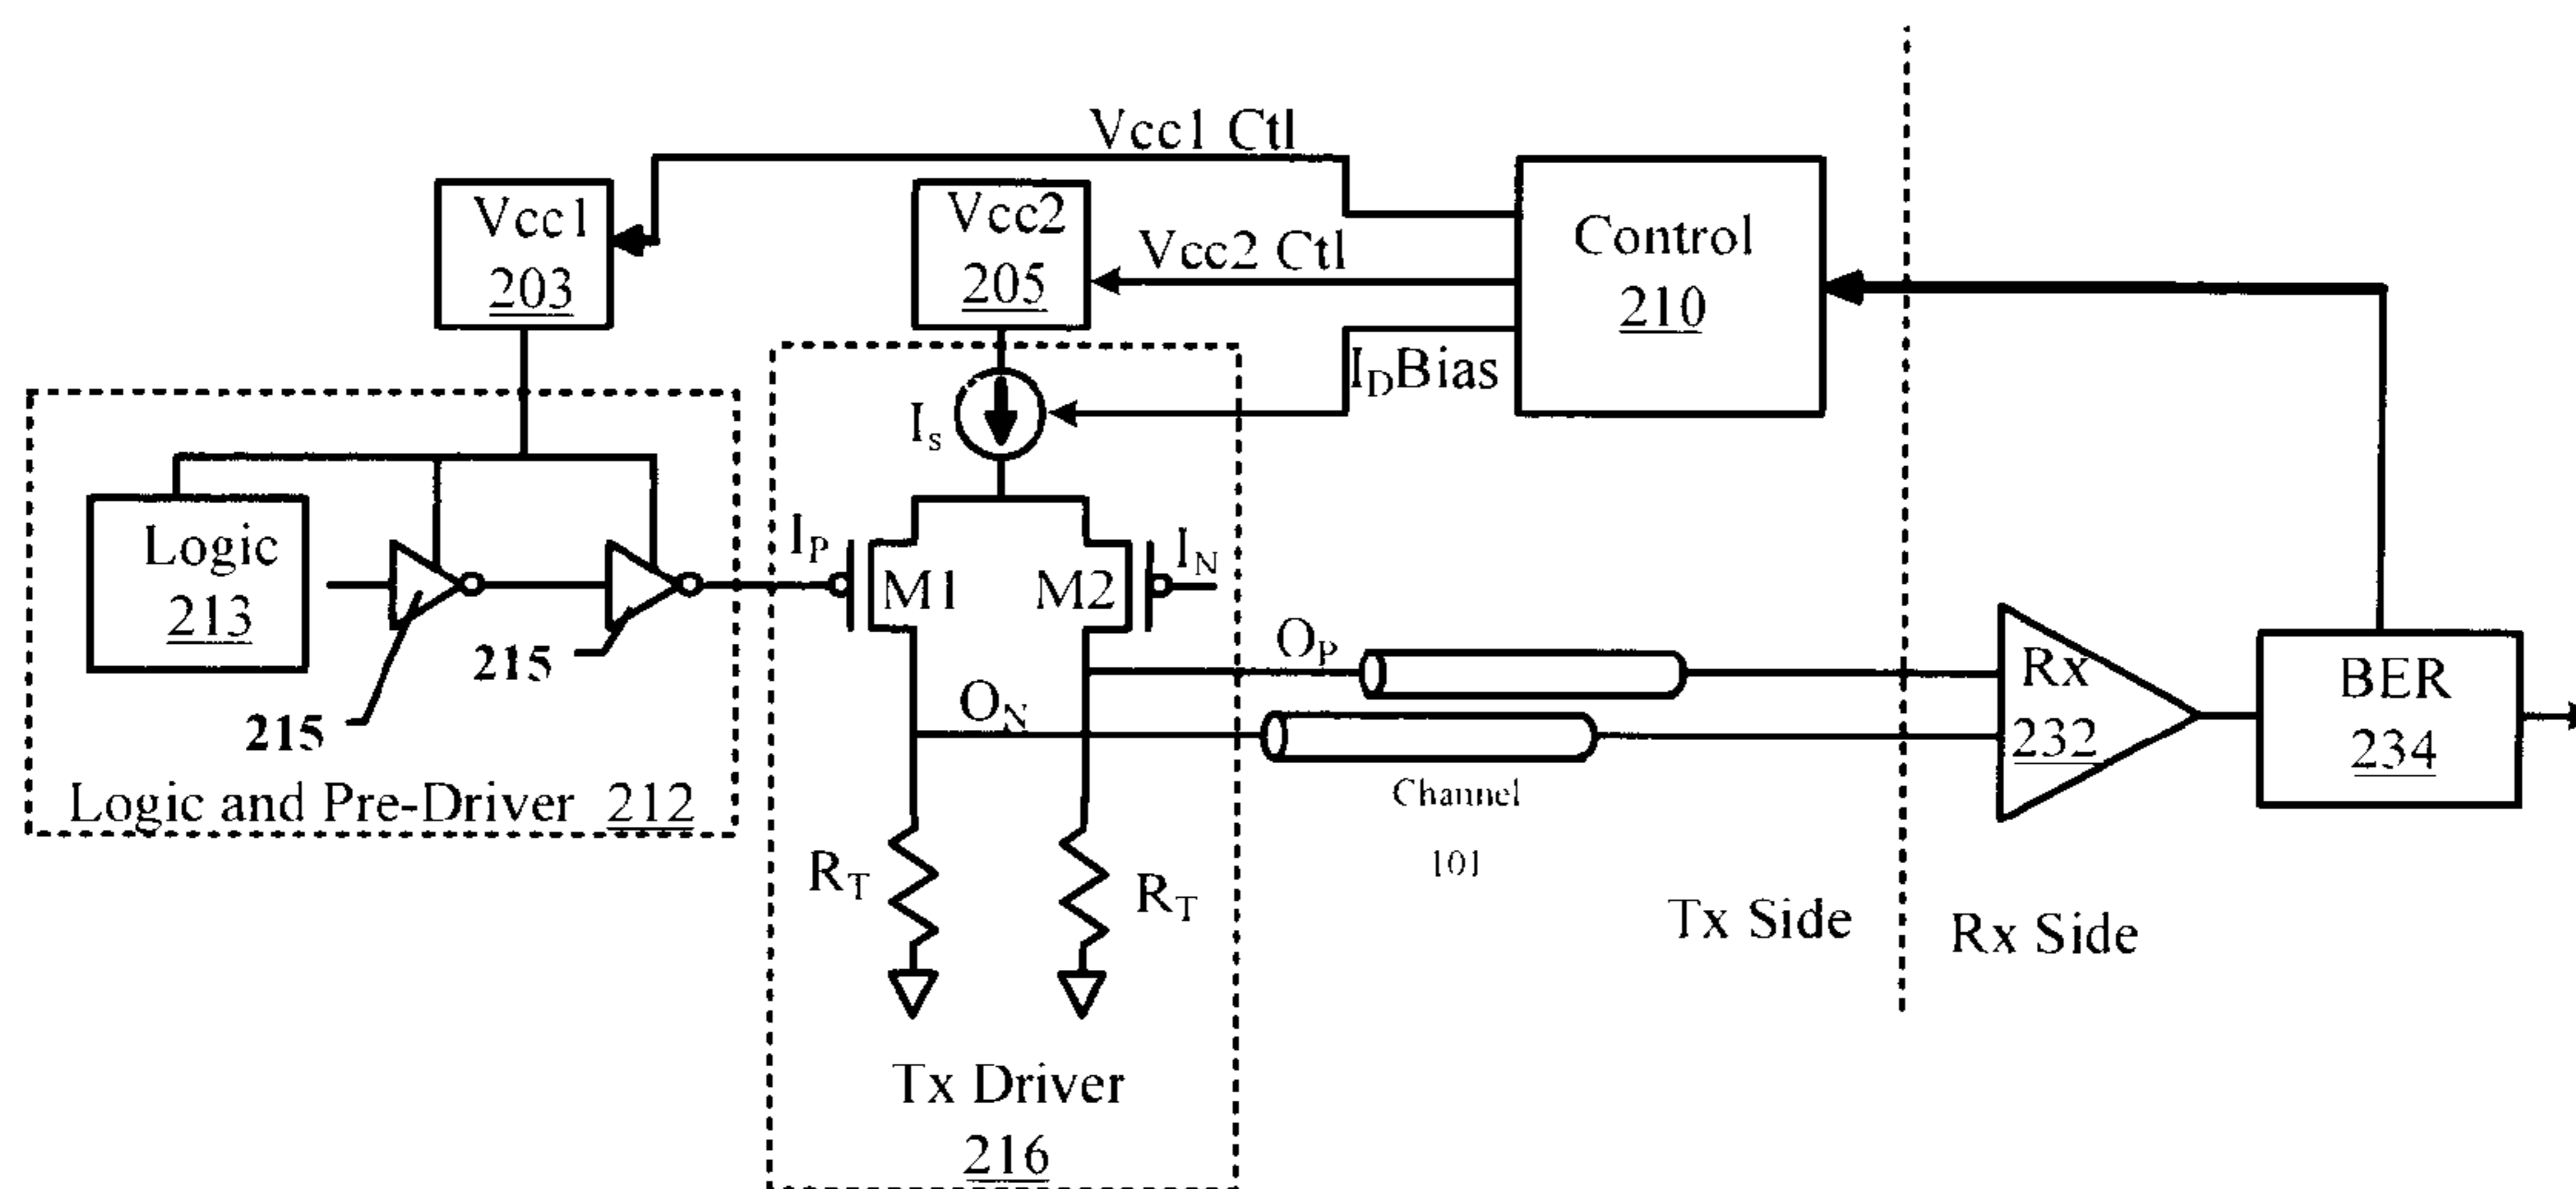 Vcc1 Ctl
Vcc1
203
Vcc2
205
Vcc2 Ctl
Control
210
IDBias
Is
Logic
213
215
215
Logic and Pre-Driver 212
IP
M1
M2
IN
OP
ON
Channel
101
RT
RT
Tx Driver
216
Rx
232
BER
234
Tx Side
Rx Side